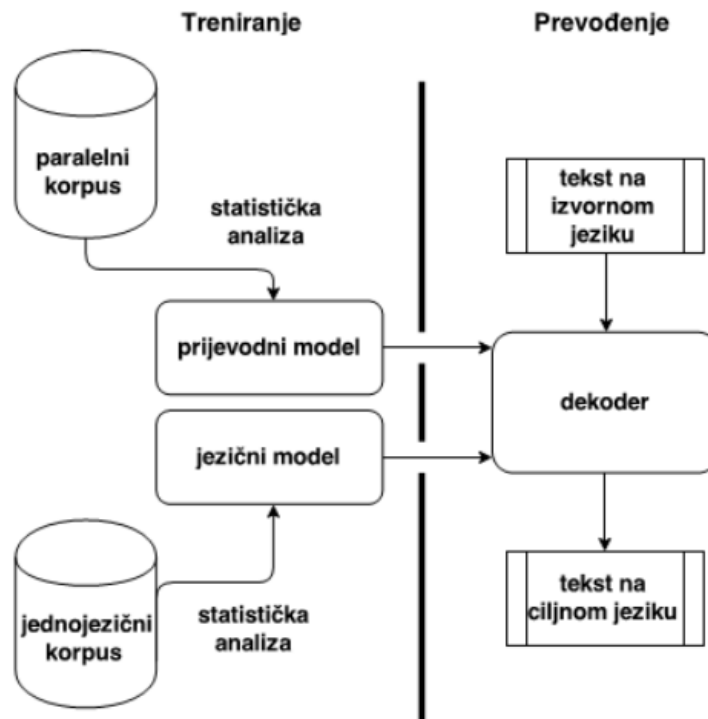 Treniranje
Prevođenje
paralelni
korpus
statistička
analiza
tekst na
izvornom
jeziku
prijevodni model
dekoder
jezični model
jednojezični
korpus
statistička
analiza
tekst na
ciljnom jeziku